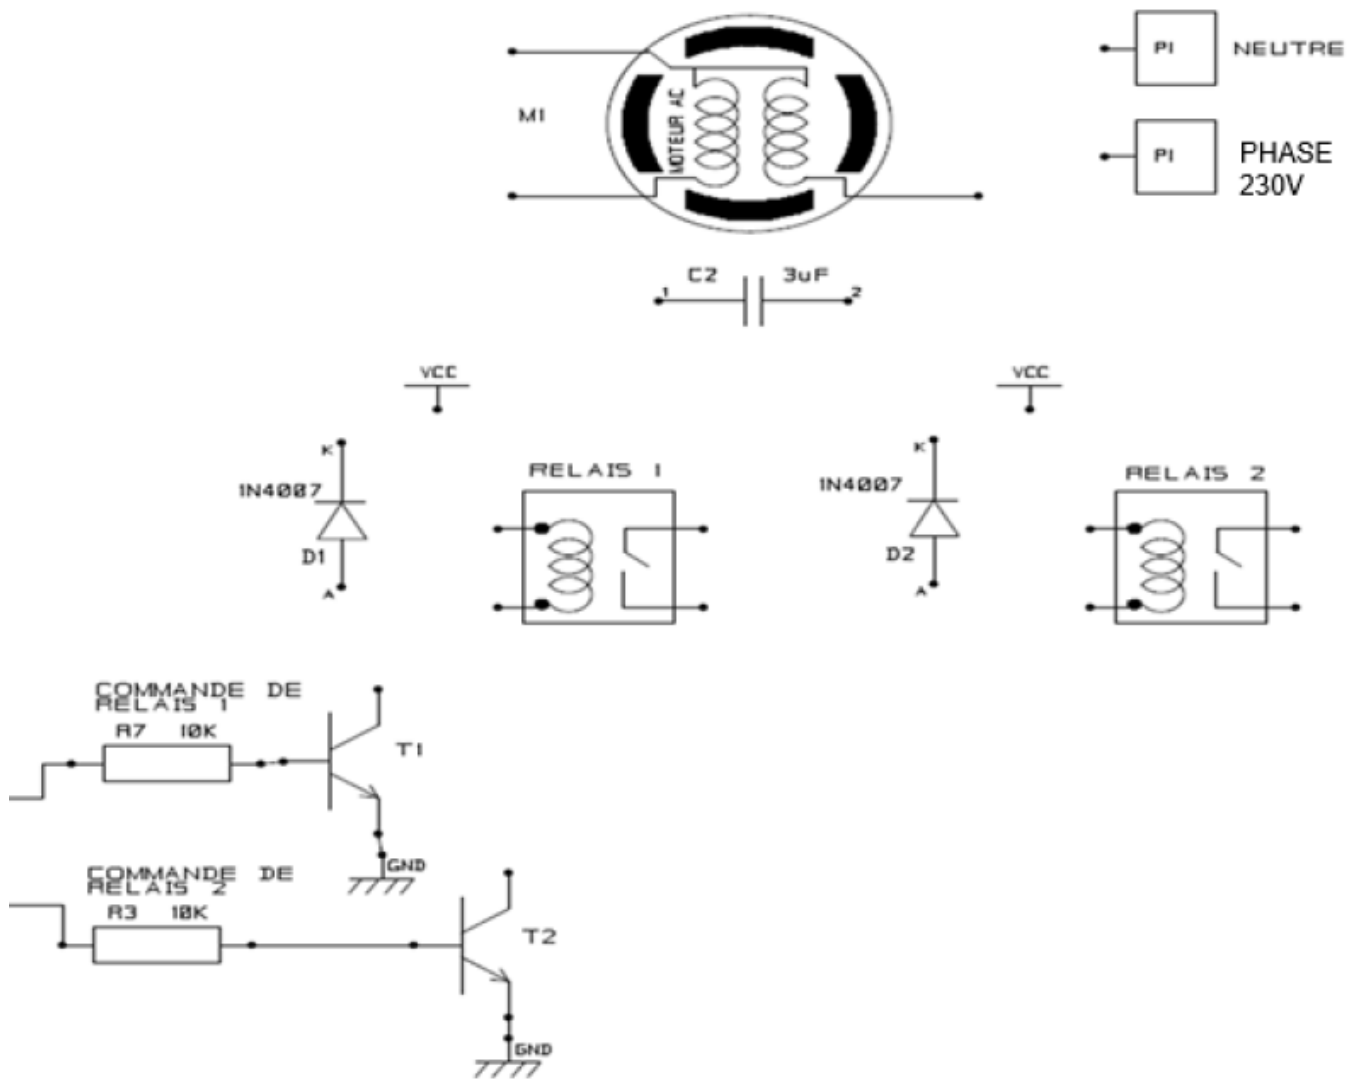 PI NEUTRE
M1
MOTEUR AC
PI PHASE
230V
C2 3uF
1 2
VCC
VCC
K
1N4007
D1
A
RELAIS 1
K
1N4007
D2
A
RELAIS 2
COMMANDE DE
RELAIS 1
R7 10K
T1
GND
COMMANDE DE
RELAIS 2
R3 10K
T2
GND